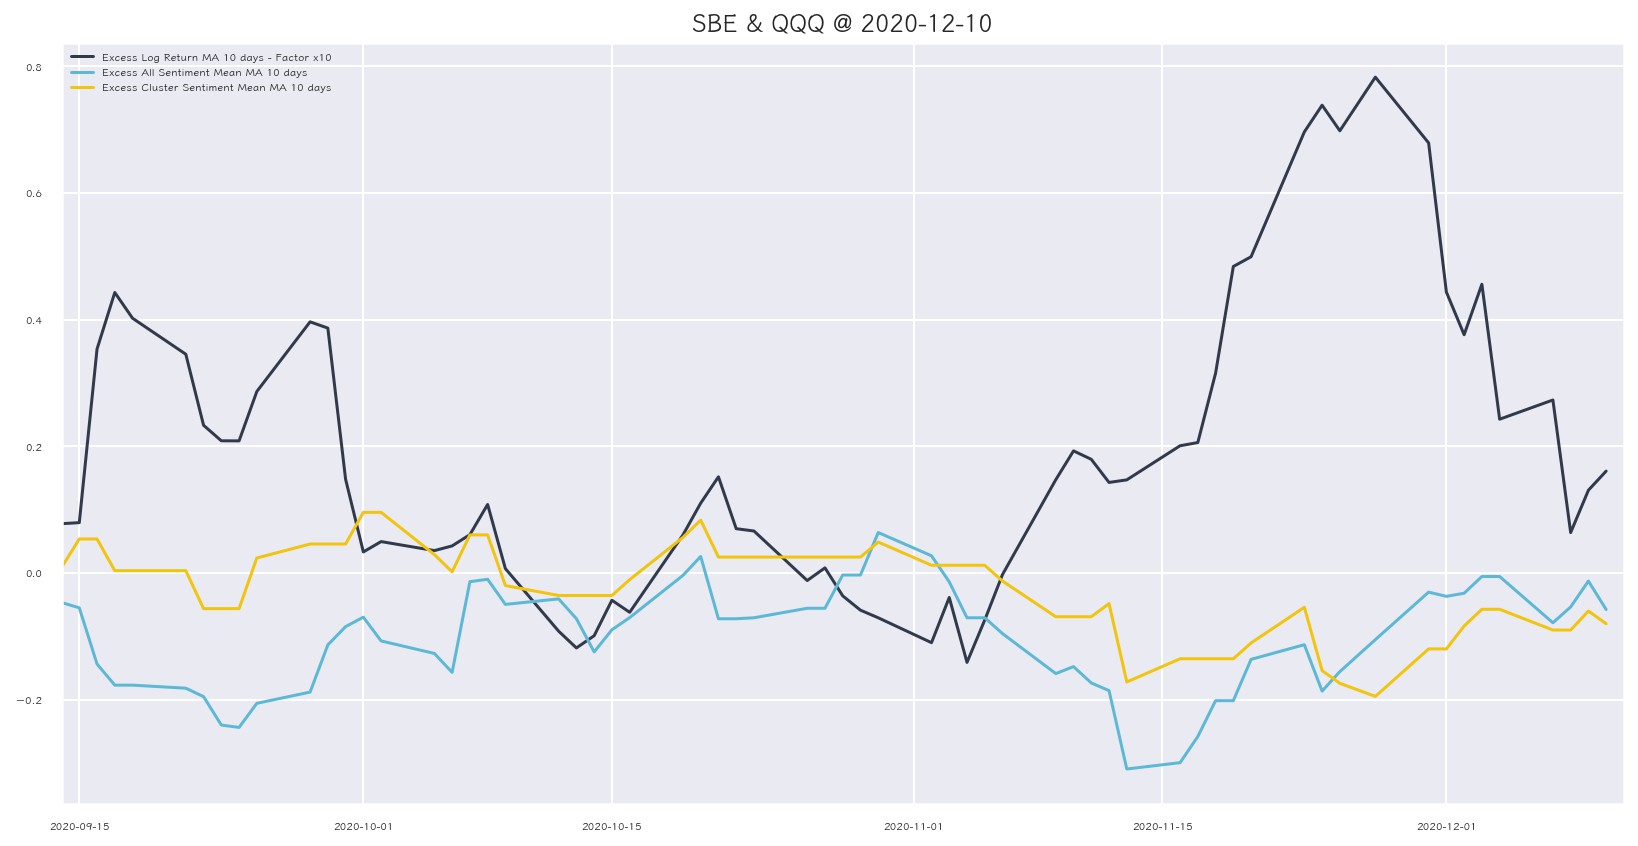 SBE & QQQ @ 2020-12-10
Excess Log Return MA 10 days - Factor x10
Excess All Sentiment Mean MA 10 days
Excess Cluster Sentiment Mean MA 10 days
0.8
0.6
0.4
0.2
0.0
−0.2
2020-09-15 2020-10-01 2020-10-15 2020-11-01 2020-11-15 2020-12-01